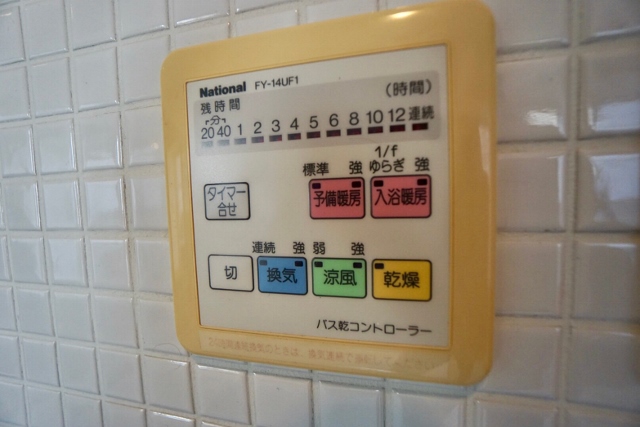 National FY-14UF1
残時間 (時間)
┌分┐
20 40 1 2 3 4 5 6 8 10 12 連続
1/f
標準 強 ゆらぎ 強
タイマー
合せ
予備暖房 入浴暖房
連続 強 弱 強
切 換気 涼風 乾燥
バス乾コントローラー